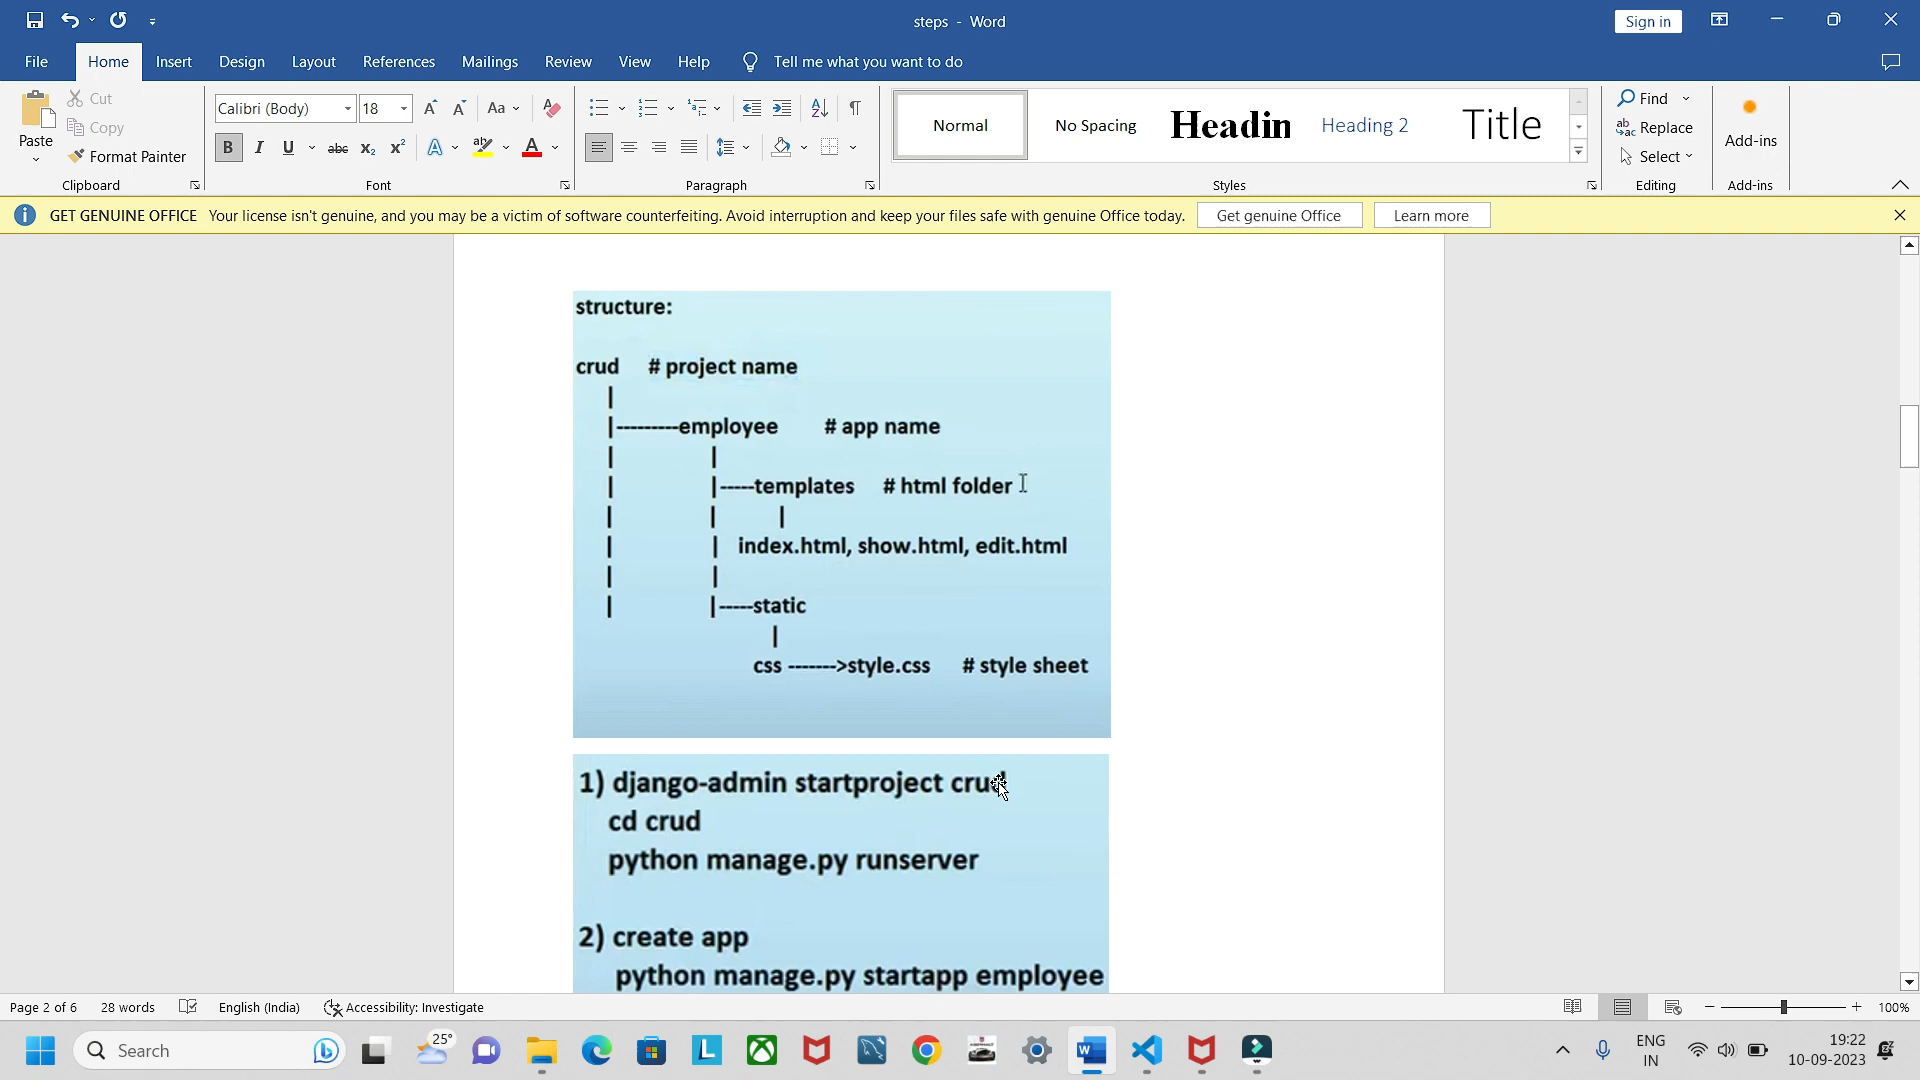 steps - Word
Sign in
File Home Insert Design Layout References Mailings Review View Help Tell me what you want to do
Paste
Cut
Copy
Format Painter
Clipboard
Calibri (Body) 18
Font
Paragraph
Normal
No Spacing
Headin
Heading 2
Title
Styles
Find
Replace
Select
Editing
Add-ins
Add-ins
GET GENUINE OFFICE Your license isn't genuine, and you may be a victim of software counterfeiting. Avoid interruption and keep your files safe with genuine Office today. Get genuine Office Learn more
structure:
crud # project name
|
|---------employee # app name
| |
| |-----templates # html folder
| | |
| | index.html, show.html, edit.html
| |
| |-----static
|
css ------->style.css # style sheet
1) django-admin startproject crud
cd crud
python manage.py runserver
2) create app
python manage.py startapp employee
Page 2 of 6 28 words English (India) Accessibility: Investigate 100%
Search
25°
ENG
IN
19:22
10-09-2023